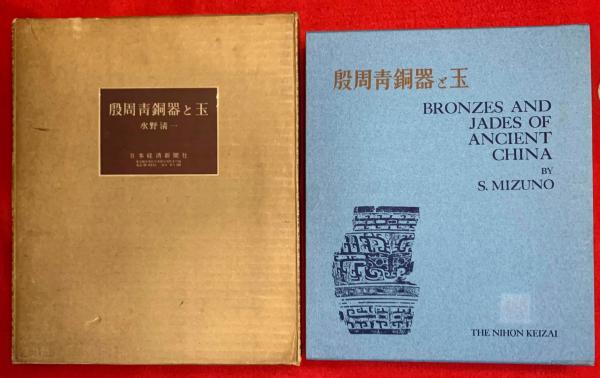 殷周青銅器と玉
水野清一
日本経済新聞社
殷周青銅器と玉
BRONZES AND
JADES OF
ANCIENT
CHINA
BY
S. MIZUNO
THE NIHON KEIZAI